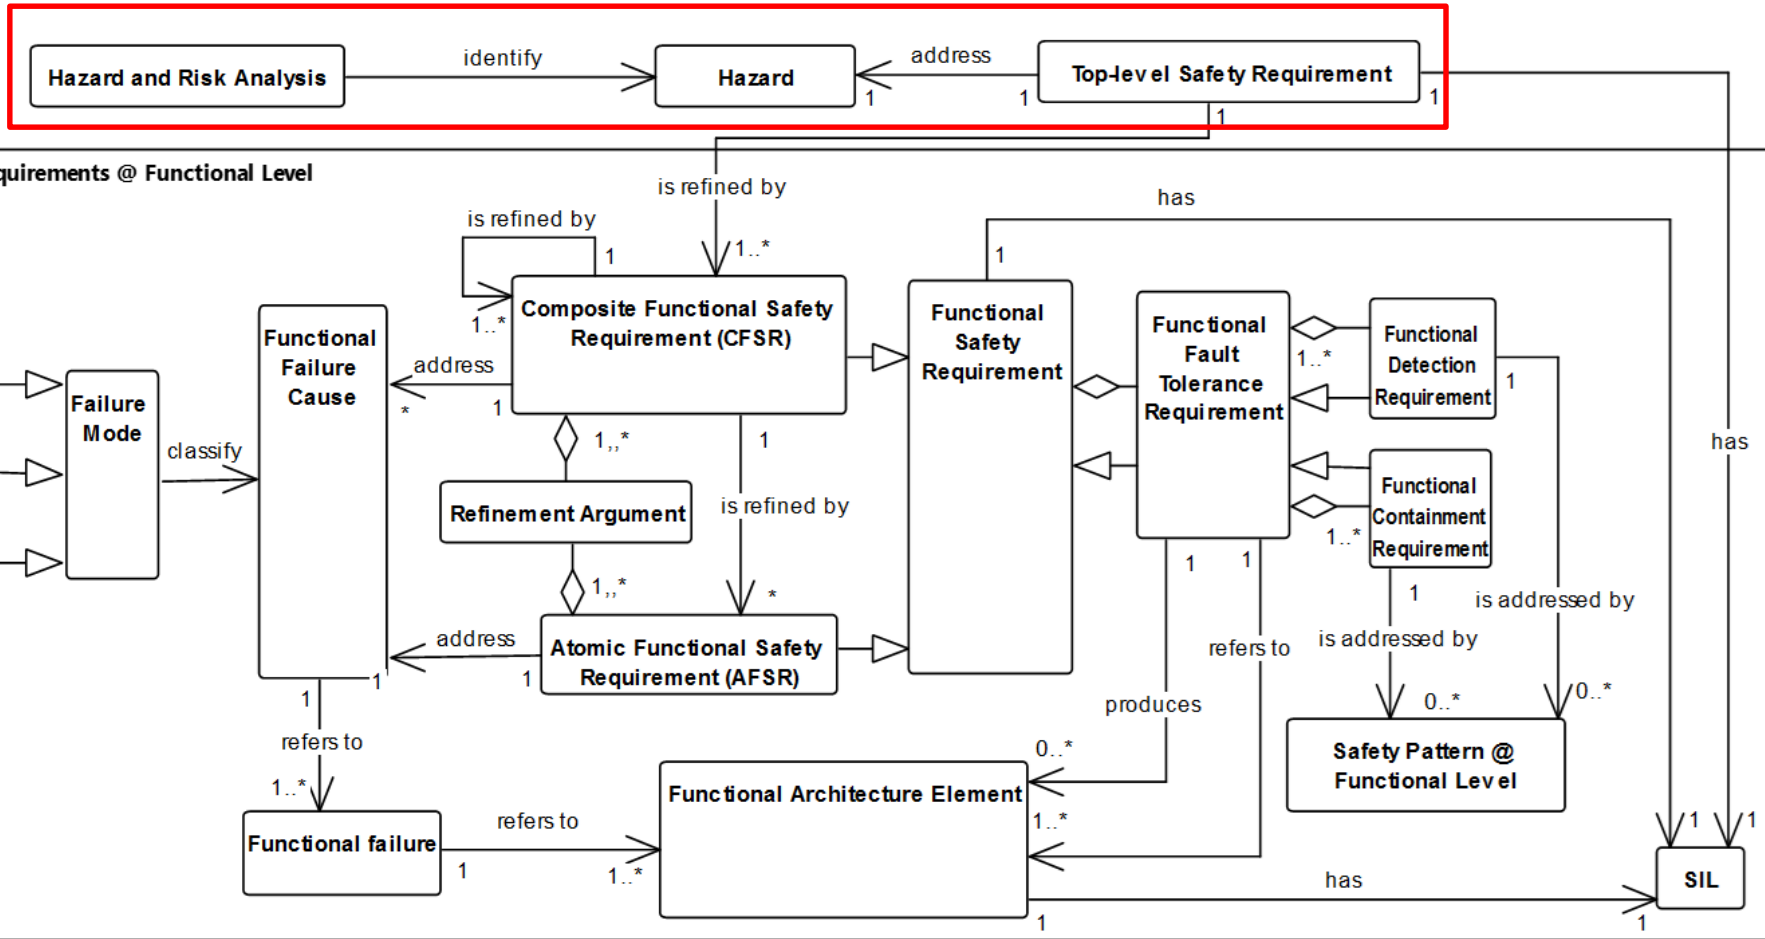 identify
address
Hazard and Risk Analysis
Hazard
Top-level Safety Requirement
1
1
1
1
quirements @ Functional Level
is refined by
has
is refined by
1
1..*
1
1..*
Composite Functional Safety
Requirement (CFSR)
Functional
Failure
Cause
Functional
Safety
Requirement
Functional
Fault
Tolerance
Requirement
1..*
Functional
Detection
Requirement
1
address
*
1
Failure
Mode
classify
1,,*
1
has
Refinement Argument
is refined by
Functional
Containment
Requirement
1..*
1
1
1
1,,*
*
is addressed by
is addressed by
refers to
address
1
1
Atomic Functional Safety
Requirement (AFSR)
1
produces
0..*
0..*
refers to
0..*
Safety Pattern @
Functional Level
1..*
Functional Architecture Element
1..*
1
1
Functional failure
refers to
1
1..*
has
1
1
SIL